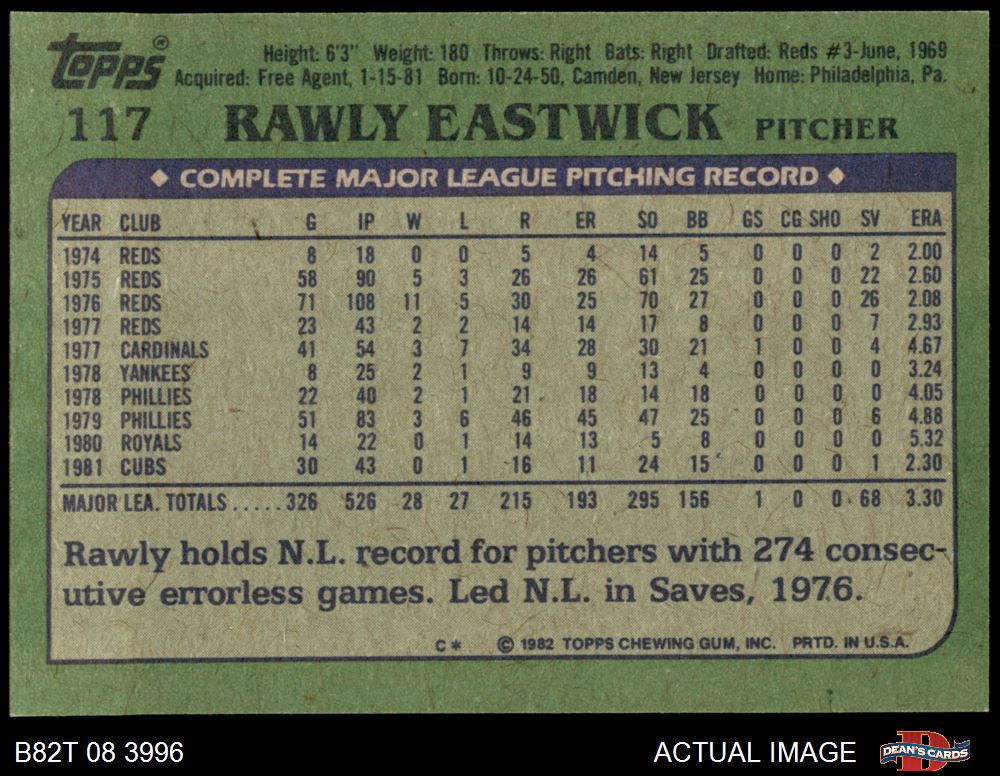 Topps® Height: 6'3" Weight: 180 Throws: Right Bats: Right Drafted: Reds #3-June, 1969
Acquired: Free Agent, 1-15-81 Born: 10-24-50, Camden, New Jersey Home: Philadelphia, Pa.
117 RAWLY EASTWICK PITCHER
◆ COMPLETE MAJOR LEAGUE PITCHING RECORD ◆
YEAR CLUB G IP W L R ER SO BB GS CG SHO SV ERA
1974 REDS 8 18 0 0 5 4 14 5 0 0 0 2 2.00
1975 REDS 58 90 5 3 26 26 61 25 0 0 0 22 2.60
1976 REDS 71 108 11 5 30 25 70 27 0 0 0 26 2.08
1977 REDS 23 43 2 2 14 14 17 8 0 0 0 7 2.93
1977 CARDINALS 41 54 3 7 34 28 30 21 1 0 0 4 4.67
1978 YANKEES 8 25 2 1 9 9 13 4 0 0 0 0 3.24
1978 PHILLIES 22 40 2 1 21 18 14 18 0 0 0 0 4.05
1979 PHILLIES 51 83 3 6 46 45 47 25 0 0 0 6 4.88
1980 ROYALS 14 22 0 1 14 13 5 8 0 0 0 0 5.32
1981 CUBS 30 43 0 1 16 11 24 15 0 0 0 1 2.30
MAJOR LEA. TOTALS.....326 526 28 27 215 193 295 156 1 0 0 68 3.30
Rawly holds N.L. record for pitchers with 274 consec-
utive errorless games. Led N.L. in Saves, 1976.
C* © 1982 TOPPS CHEWING GUM, INC. PRTD. IN U.S.A.
B82T 08 3996 ACTUAL IMAGE D DEAN'S CARDS